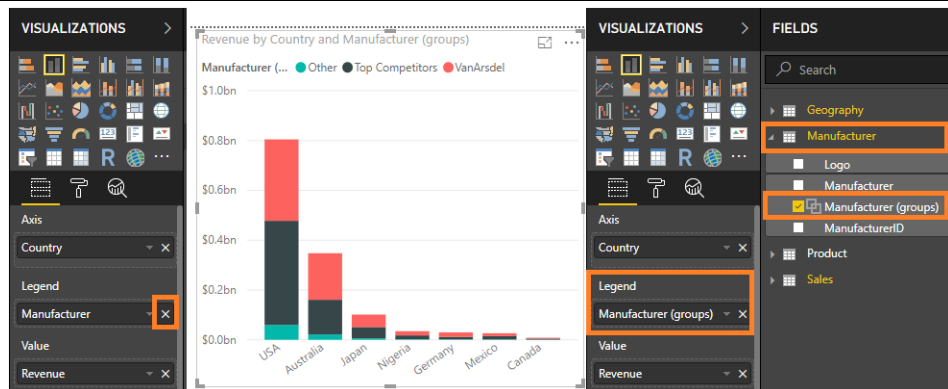 VISUALIZATIONS
123
R
Axis
Country
Legend
Manufacturer
Value
Revenue
Revenue by Country and Manufacturer (groups)
Manufacturer (... Other Top Competitors VanArsdel
$1.0bn
$0.8bn
$0.6bn
$0.4bn
$0.2bn
$0.0bn
USA
Australia
Japan
Nigeria
Germany
Mexico
Canada
VISUALIZATIONS
123
R
Axis
Country
Legend
Manufacturer (groups)
Value
Revenue
FIELDS
Search
Geography
Manufacturer
Logo
Manufacturer
Manufacturer (groups)
ManufacturerID
Product
Sales